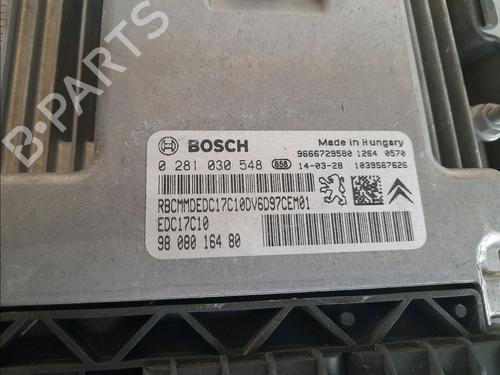 BOSCH
Made in Hungary
9666729580 1264 0570
0 281 030 548 658 14-03-28 1039S67626
RBCMMDEDC17C10DV6D97CEM01
EDC17C10
98 080 164 80